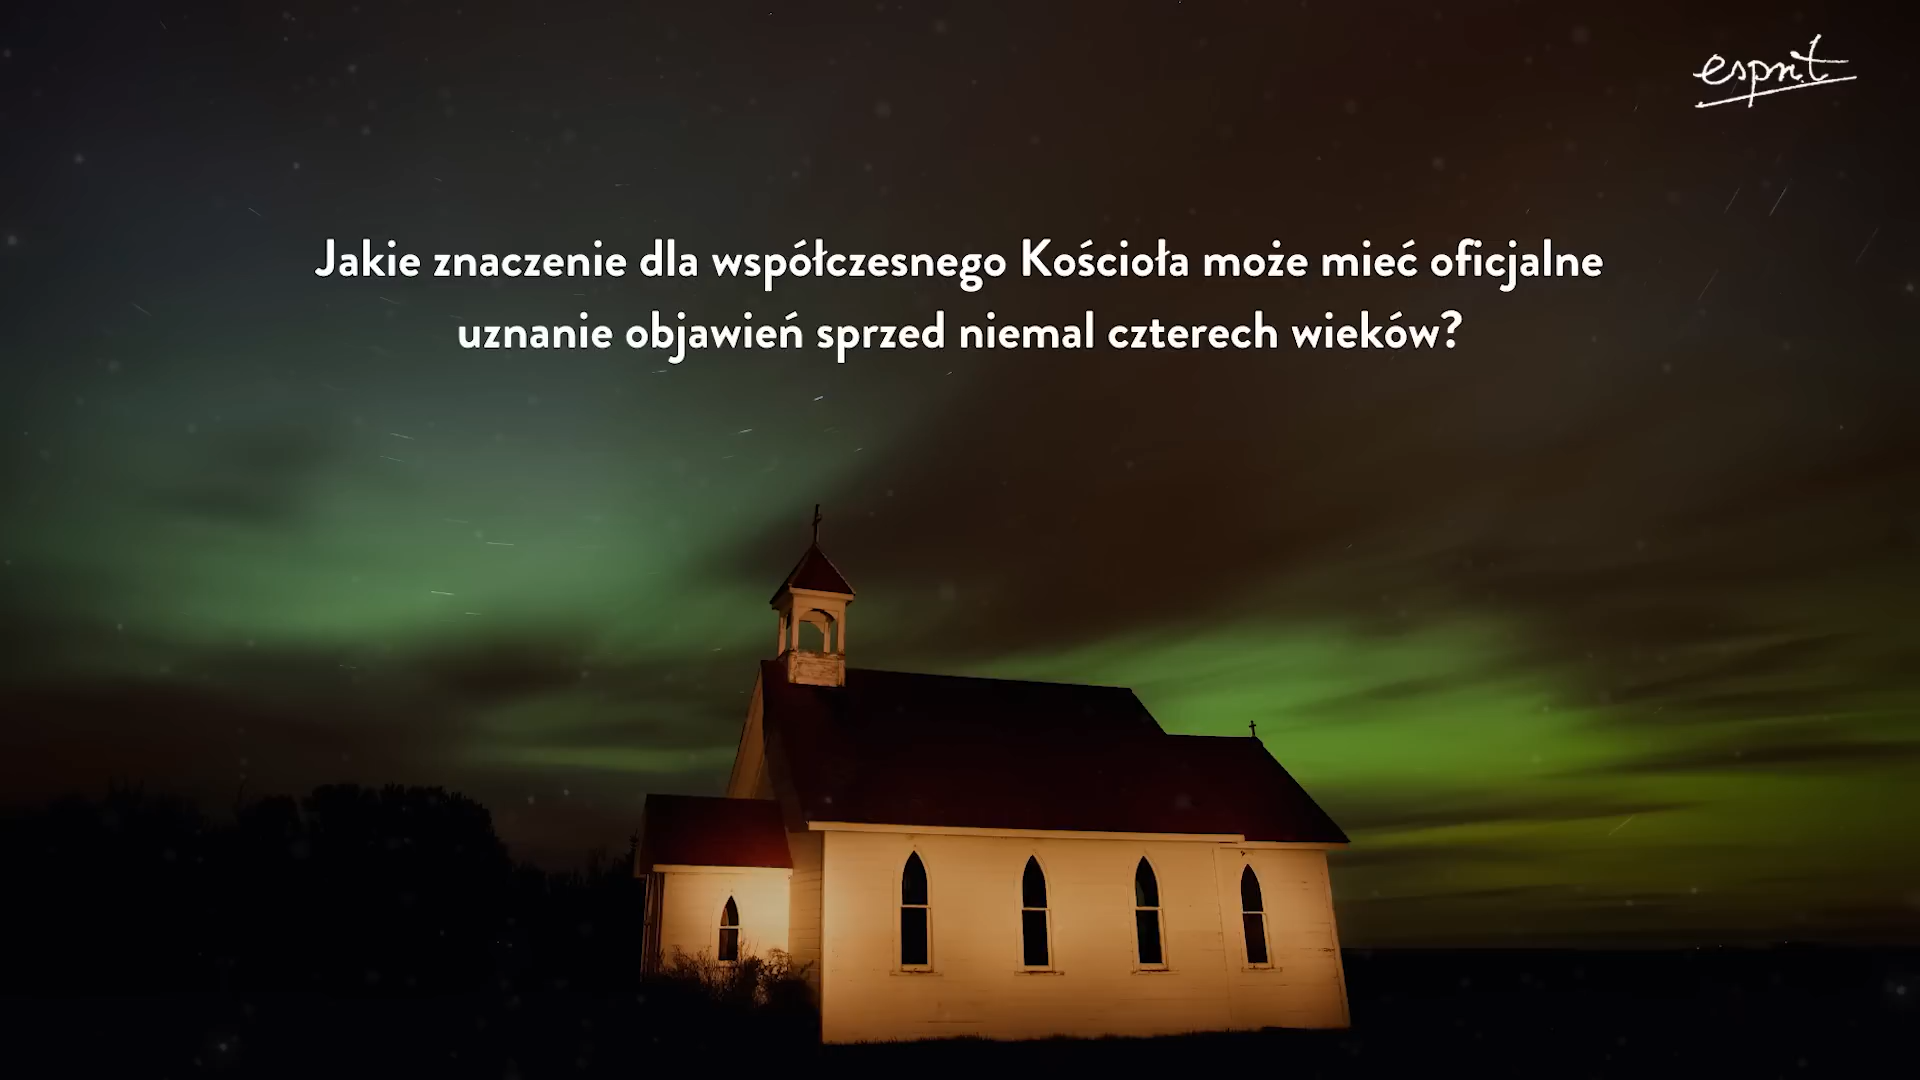 esprit
Jakie znaczenie dla współczesnego Kościoła może mieć oficjalne
uznanie objawień sprzed niemal czterech wieków?